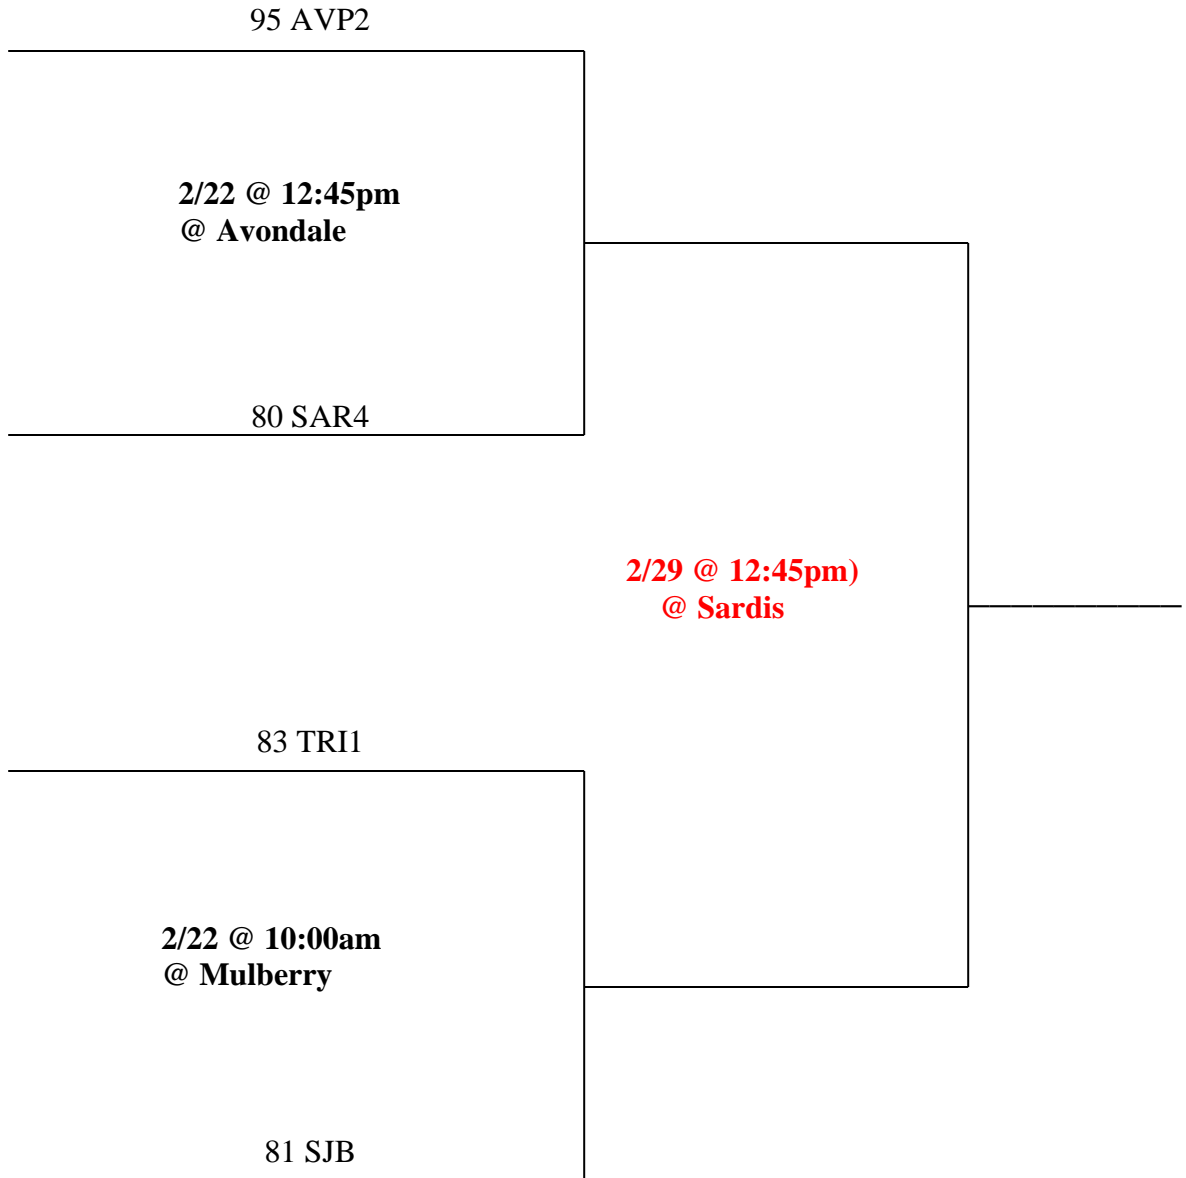 95 AVP2
2/22 @ 12:45pm
@ Avondale
80 SAR4
2/29 @ 12:45pm)
@ Sardis
83 TRI1
2/22 @ 10:00am
@ Mulberry
81 SJB